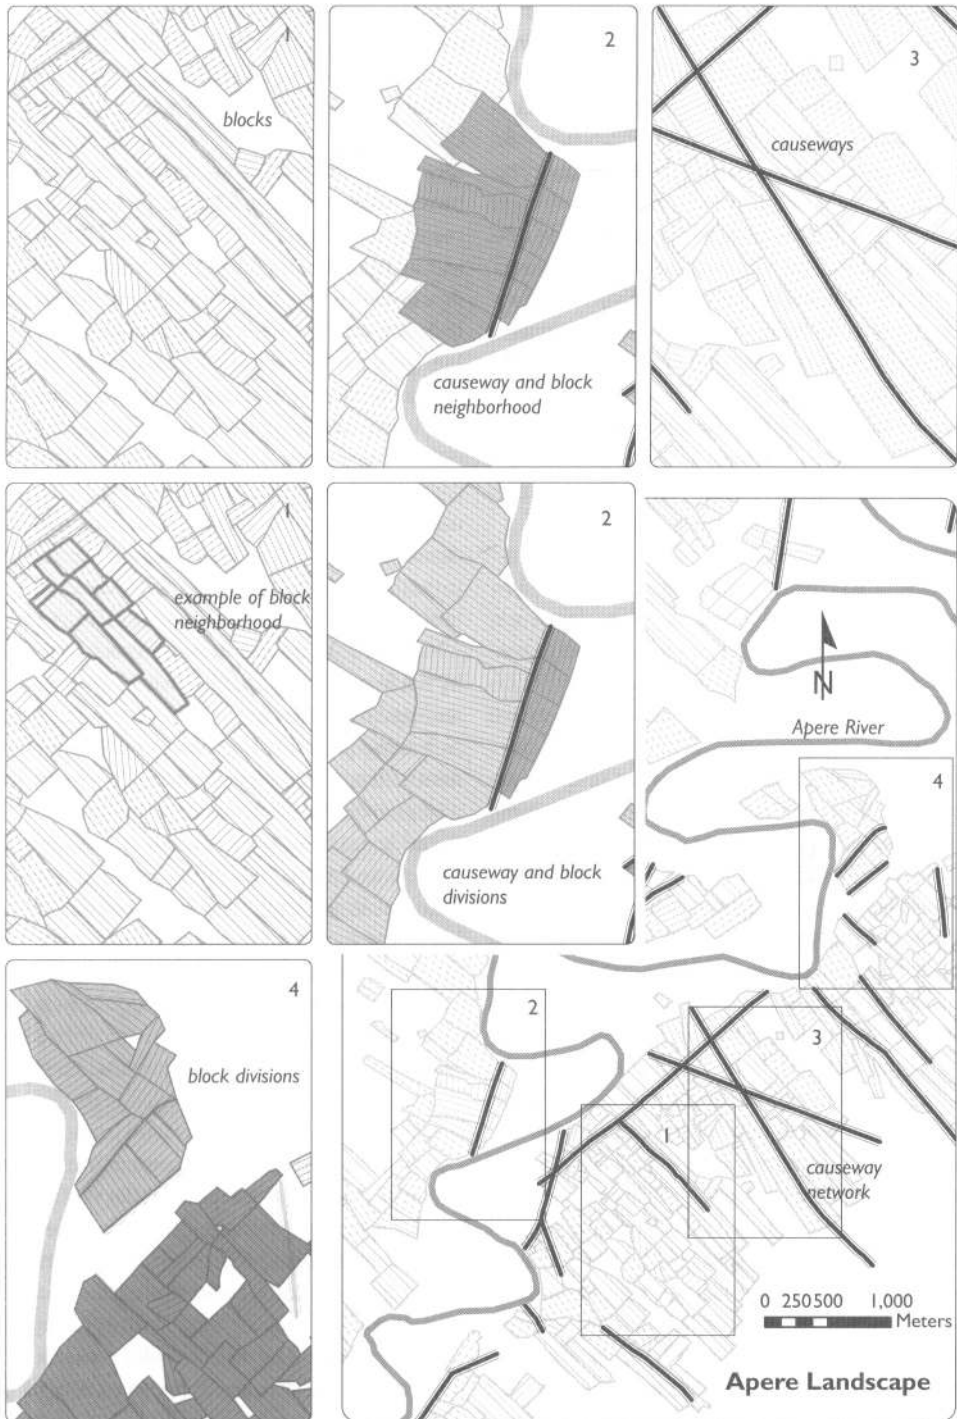 1
blocks
2
causeway and block
neighborhood
3
causeways
1
example of block
neighborhood
2
causeway and block
divisions
N
Apere River
4
4
block divisions
2
3
1
causeway
network
0 250 500 1,000
Meters
Apere Landscape